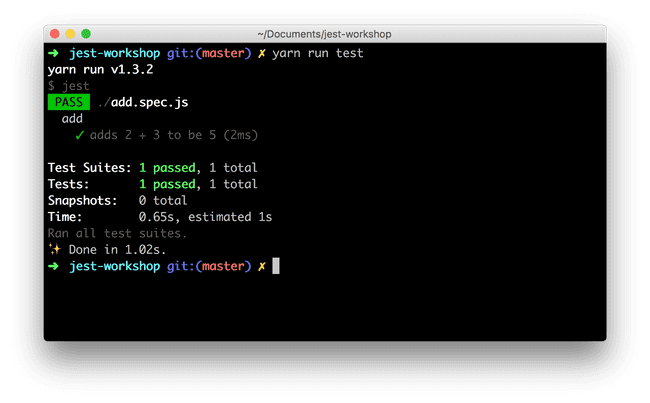 ~/Documents/jest-workshop
➜ jest-workshop git:(master) ✗ yarn run test
yarn run v1.3.2
$ jest
PASS ./add.spec.js
add
✓ adds 2 + 3 to be 5 (2ms)
Test Suites: 1 passed, 1 total
Tests: 1 passed, 1 total
Snapshots: 0 total
Time: 0.65s, estimated 1s
Ran all test suites.
✨ Done in 1.02s.
➜ jest-workshop git:(master) ✗